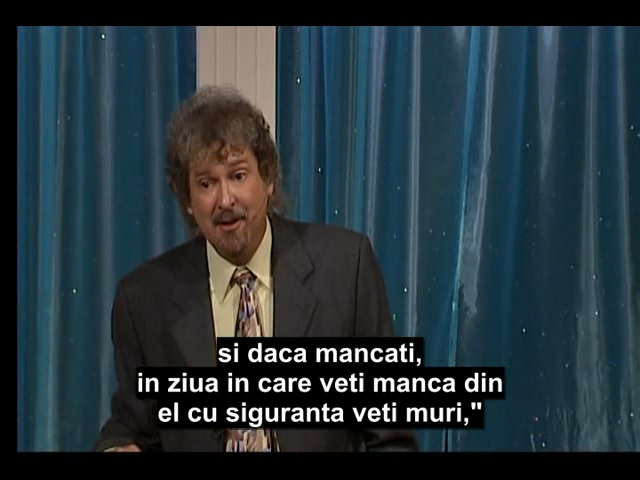 si daca mancati,
in ziua in care veti manca din
el cu siguranta veti muri,"